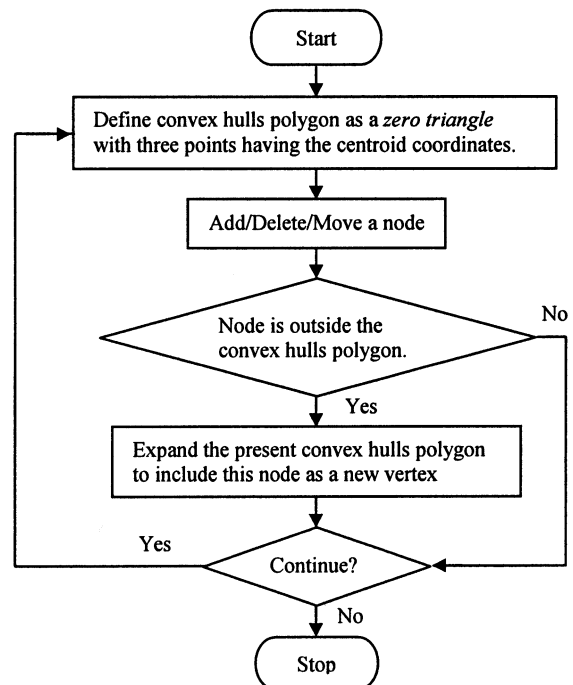 Start
Define convex hulls polygon as a zero triangle
with three points having the centroid coordinates.
Add/Delete/Move a node
Node is outside the
convex hulls polygon.
No
Yes
Expand the present convex hulls polygon
to include this node as a new vertex
Yes
Continue?
No
Stop